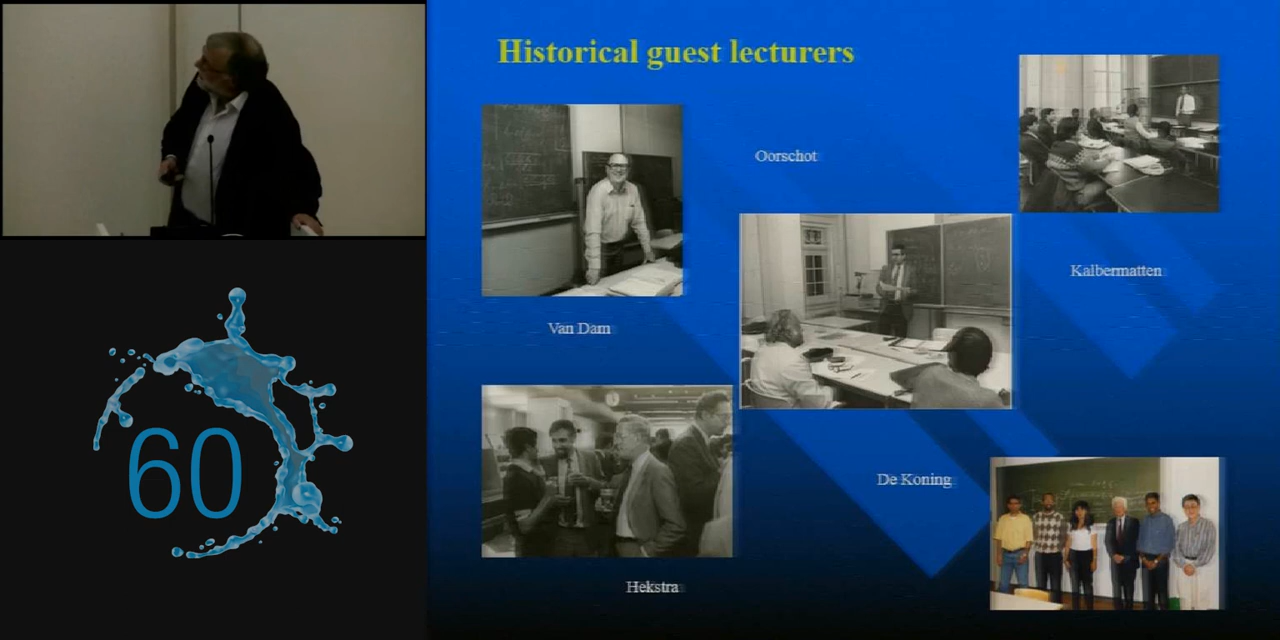 Historical guest lecturers
Oorschot
Kalbermatten
Van Dam
De Koning
Hekstra
60